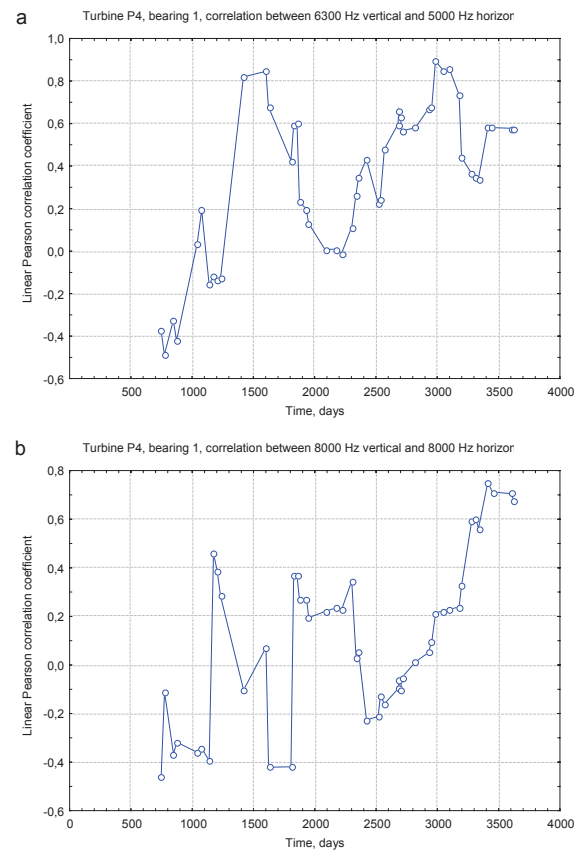 a
Turbine P4, bearing 1, correlation between 6300 Hz vertical and 5000 Hz horizor
1,0
0,8
0,6
0,4
0,2
0,0
-0,2
-0,4
-0,6
Linear Pearson correlation coefficient
500 1000 1500 2000 2500 3000 3500 4000
Time, days
b
Turbine P4, bearing 1, correlation between 8000 Hz vertical and 8000 Hz horizor
0,8
0,6
0,4
0,2
0,0
-0,2
-0,4
-0,6
Linear Pearson correlation coefficient
0 500 1000 1500 2000 2500 3000 3500 4000
Time, days